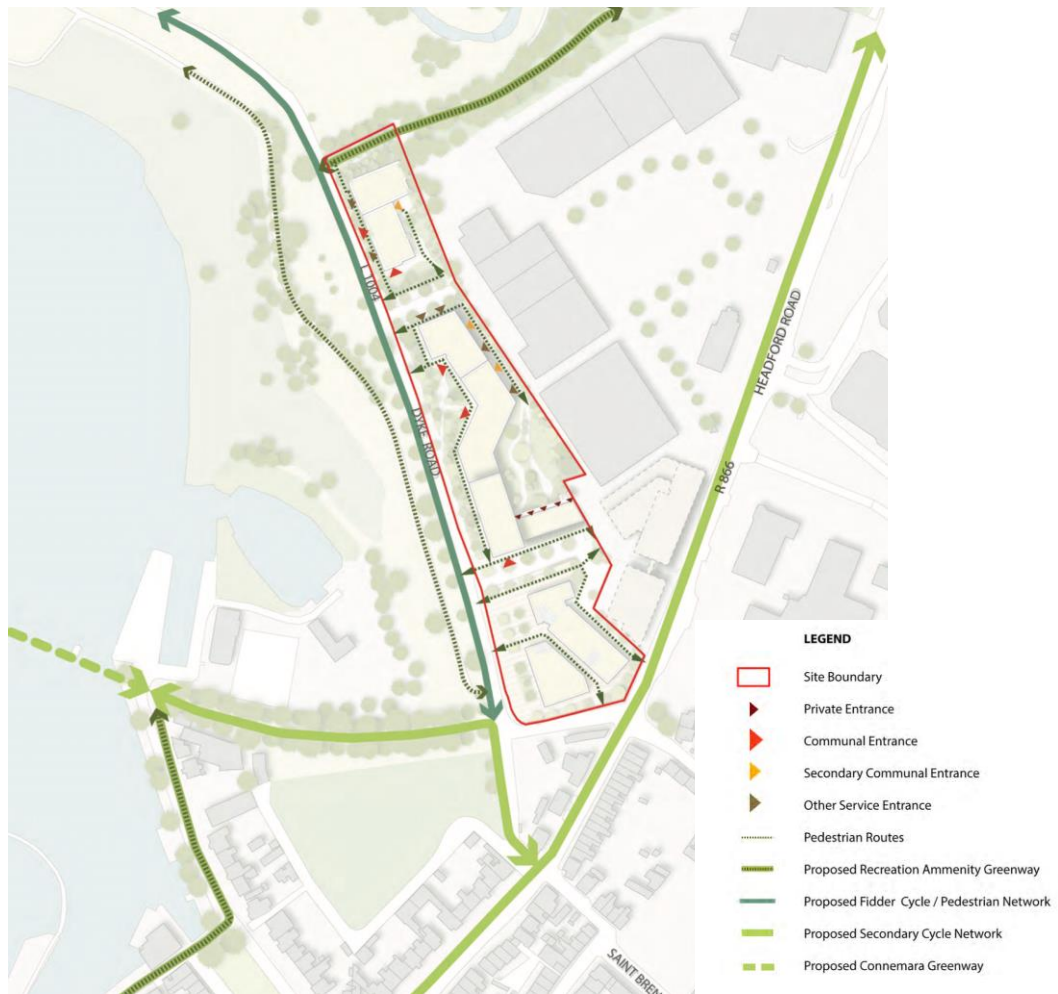 L 1004
DYKE ROAD
HEADFORD ROAD
R 866
LEGEND
Site Boundary
Private Entrance
Communal Entrance
Secondary Communal Entrance
Other Service Entrance
Pedestrian Routes
Proposed Recreation Ammenity Greenway
Proposed Fidder Cycle / Pedestrian Network
Proposed Secondary Cycle Network
Proposed Connemara Greenway
SAINT BREN